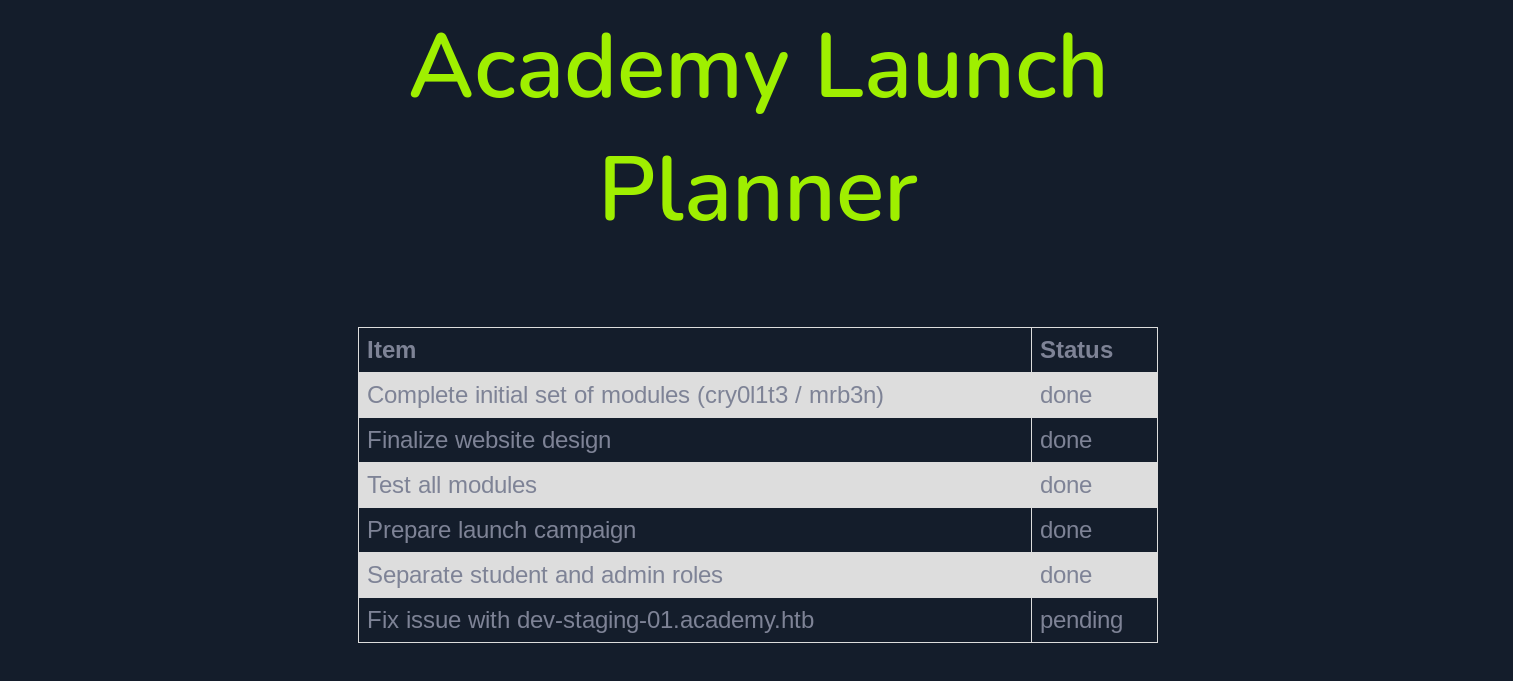 Academy Launch
Planner
Item Status
Complete initial set of modules (cry0l1t3 / mrb3n) done
Finalize website design done
Test all modules done
Prepare launch campaign done
Separate student and admin roles done
Fix issue with dev-staging-01.academy.htb pending